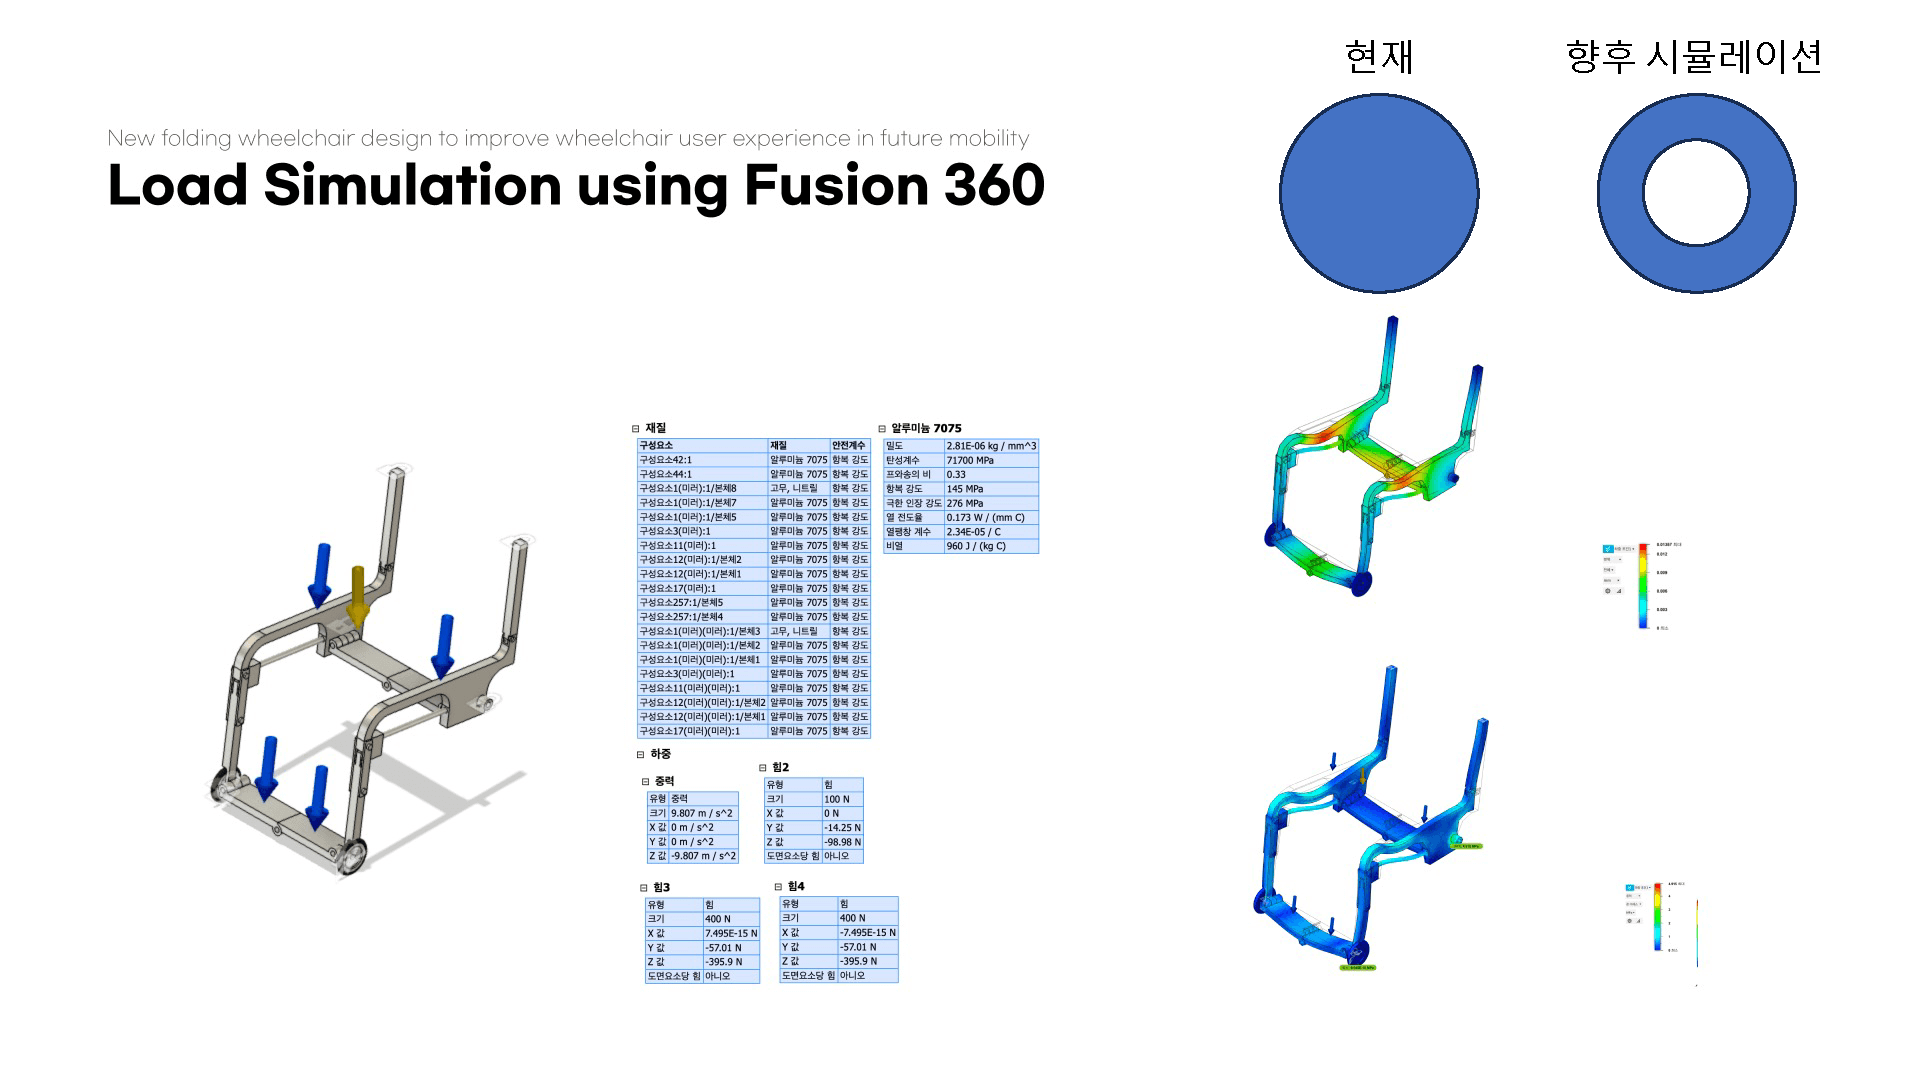 현재
향후 시뮬레이션
New folding wheelchair design to improve wheelchair user experience in future mobility
Load Simulation using Fusion 360
재질
구성요소 재질 안전계수
구성요소42:1 알루미늄 7075 항복 강도
구성요소44:1 알루미늄 7075 항복 강도
구성요소1(미러):1/본체8 고무, 니트릴 항복 강도
구성요소1(미러):1/본체7 알루미늄 7075 항복 강도
구성요소1(미러):1/본체5 알루미늄 7075 항복 강도
구성요소3(미러):1 알루미늄 7075 항복 강도
구성요소11(미러):1 알루미늄 7075 항복 강도
구성요소12(미러):1/본체2 알루미늄 7075 항복 강도
구성요소12(미러):1/본체1 알루미늄 7075 항복 강도
구성요소17(미러):1 알루미늄 7075 항복 강도
구성요소257:1/본체5 알루미늄 7075 항복 강도
구성요소257:1/본체4 알루미늄 7075 항복 강도
구성요소1(미러)(미러):1/본체3 고무, 니트릴 항복 강도
구성요소1(미러)(미러):1/본체2 알루미늄 7075 항복 강도
구성요소1(미러)(미러):1/본체1 알루미늄 7075 항복 강도
구성요소3(미러)(미러):1 알루미늄 7075 항복 강도
구성요소11(미러)(미러):1 알루미늄 7075 항복 강도
구성요소12(미러)(미러):1/본체2 알루미늄 7075 항복 강도
구성요소12(미러)(미러):1/본체1 알루미늄 7075 항복 강도
구성요소17(미러)(미러):1 알루미늄 7075 항복 강도
알루미늄 7075
밀도 2.81E-06 kg / mm^3
탄성계수 71700 MPa
프와송의 비 0.33
항복 강도 145 MPa
극한 인장 강도 276 MPa
열 전도율 0.173 W / (mm C)
열팽창 계수 2.34E-05 / C
비열 960 J / (kg C)
하중
중력
유형 중력
크기 9.807 m / s^2
X 값 0 m / s^2
Y 값 0 m / s^2
Z 값 -9.807 m / s^2
힘2
유형 힘
크기 100 N
X 값 0 N
Y 값 -14.25 N
Z 값 -98.98 N
도면요소당 힘 아니오
힘3
유형 힘
크기 400 N
X 값 7.495E-15 N
Y 값 -57.01 N
Z 값 -395.9 N
도면요소당 힘 아니오
힘4
유형 힘
크기 400 N
X 값 -7.495E-15 N
Y 값 -57.01 N
Z 값 -395.9 N
도면요소당 힘 아니오
0.012
0.009
0.006
0.003